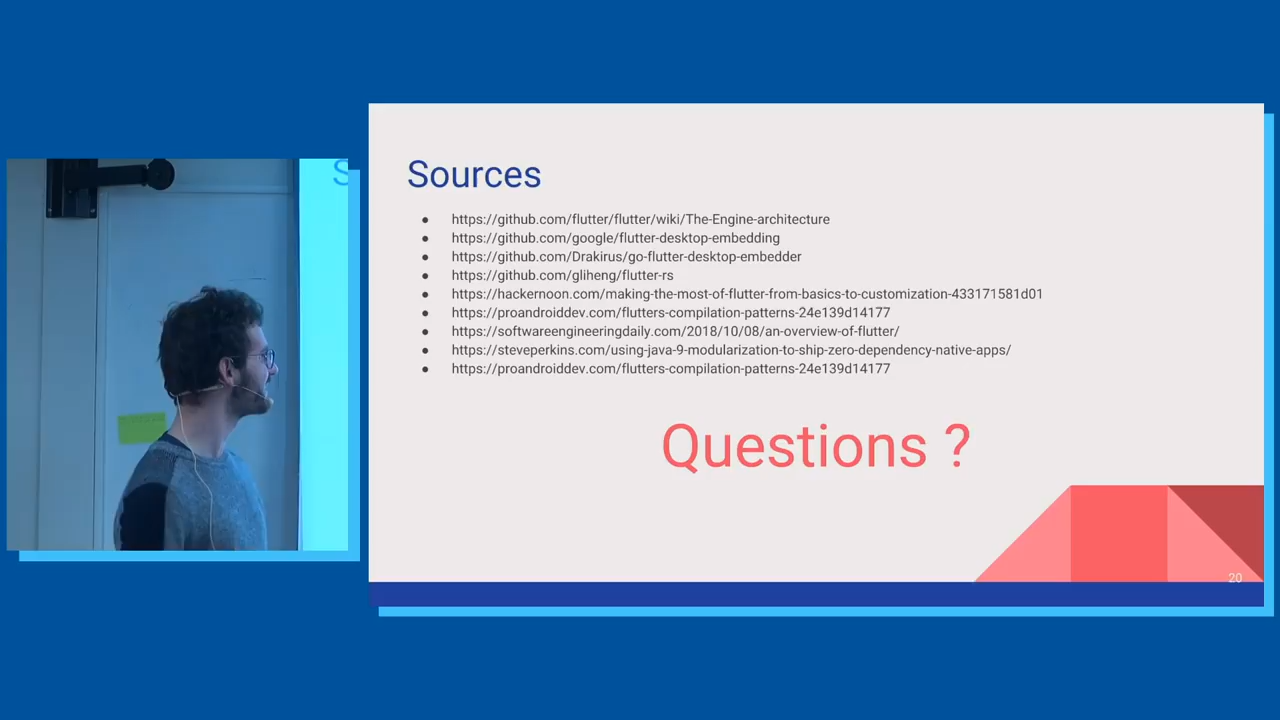 S
Sources
● https://github.com/flutter/flutter/wiki/The-Engine-architecture
● https://github.com/google/flutter-desktop-embedding
● https://github.com/Drakirus/go-flutter-desktop-embedder
● https://github.com/gliheng/flutter-rs
● https://hackernoon.com/making-the-most-of-flutter-from-basics-to-customization-433171581d01
● https://proandroiddev.com/flutters-compilation-patterns-24e139d14177
● https://softwareengineeringdaily.com/2018/10/08/an-overview-of-flutter/
● https://steveperkins.com/using-java-9-modularization-to-ship-zero-dependency-native-apps/
● https://proandroiddev.com/flutters-compilation-patterns-24e139d14177
Questions ?
20